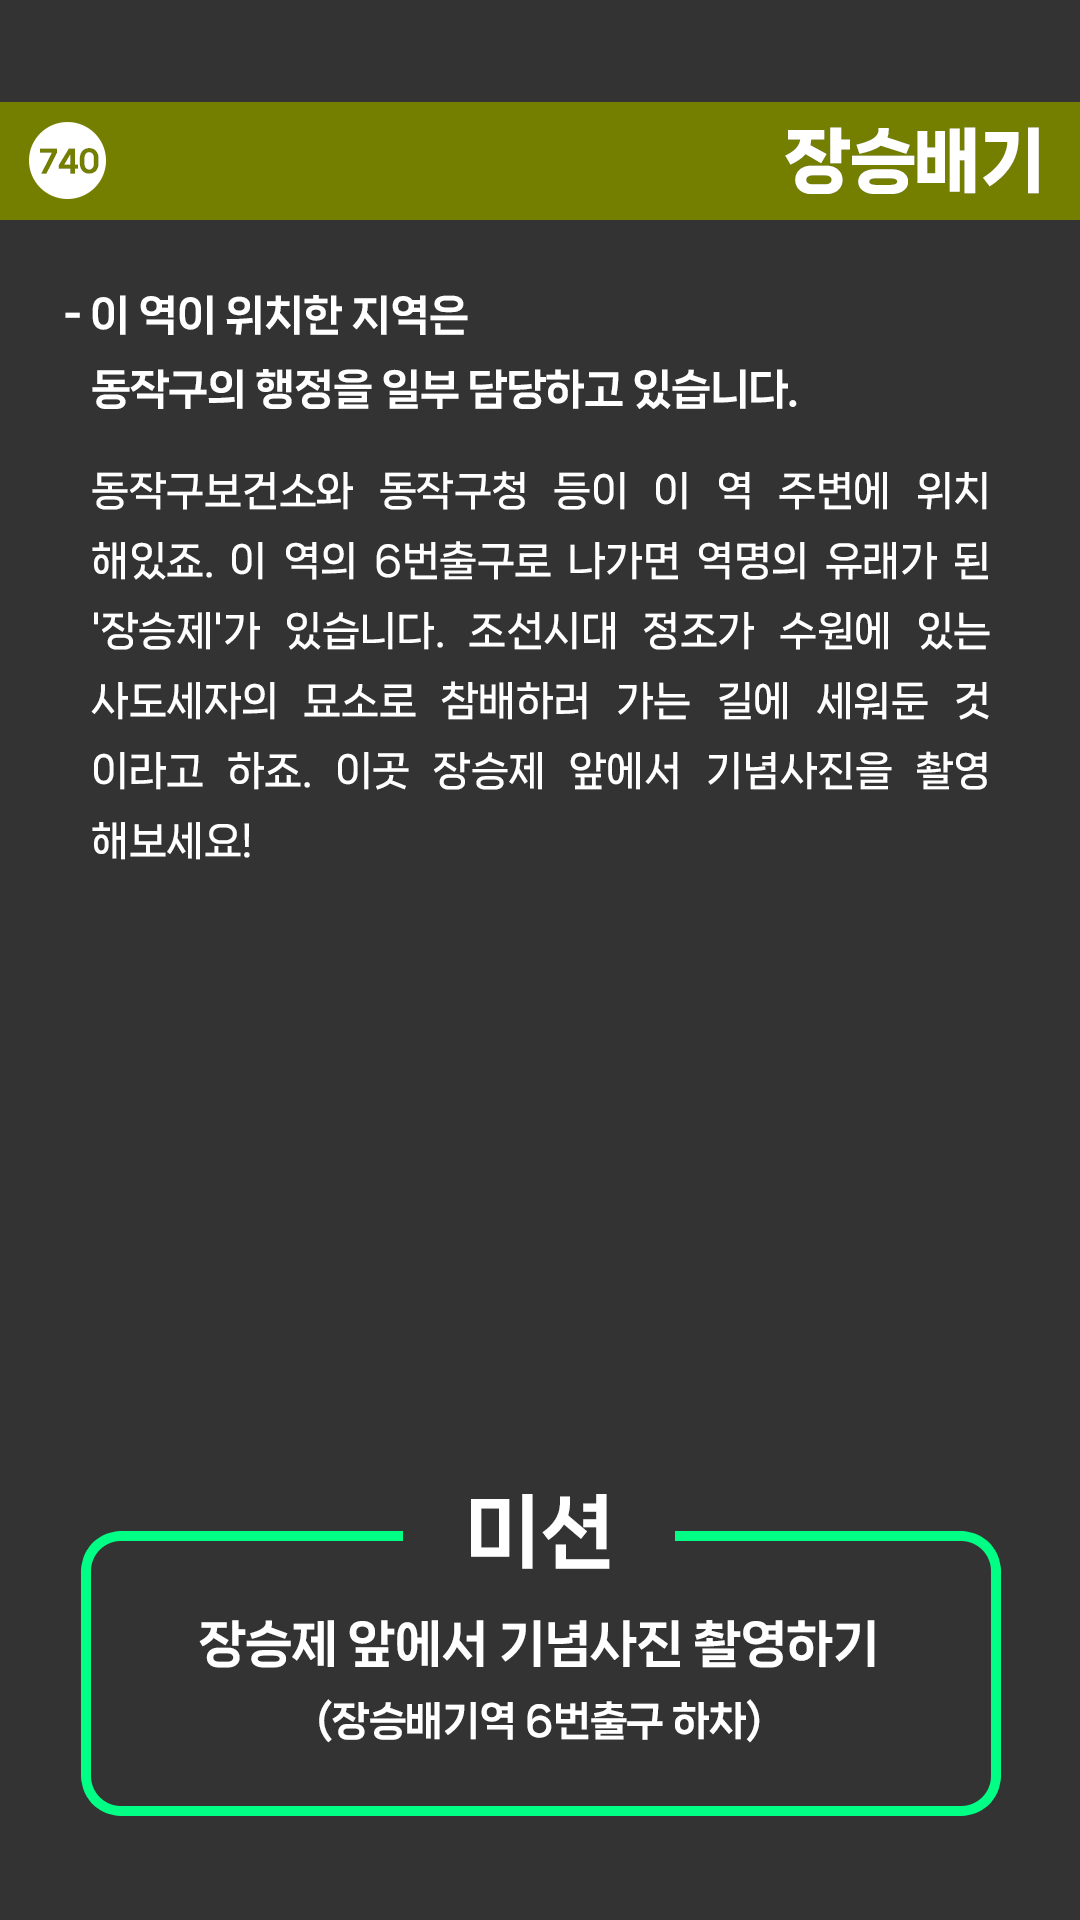 740
장승배기
- 이 역이 위치한 지역은
동작구의 행정을 일부 담당하고 있습니다.
동작구보건소와 동작구청 등이 이 역 주변에 위치
해있죠. 이 역의 6번출구로 나가면 역명의 유래가 된
'장승제'가 있습니다. 조선시대 정조가 수원에 있는
사도세자의 묘소로 참배하러 가는 길에 세워둔 것
이라고 하죠. 이곳 장승제 앞에서 기념사진을 촬영
해보세요!
미션
장승제 앞에서 기념사진 촬영하기
(장승배기역 6번출구 하차)